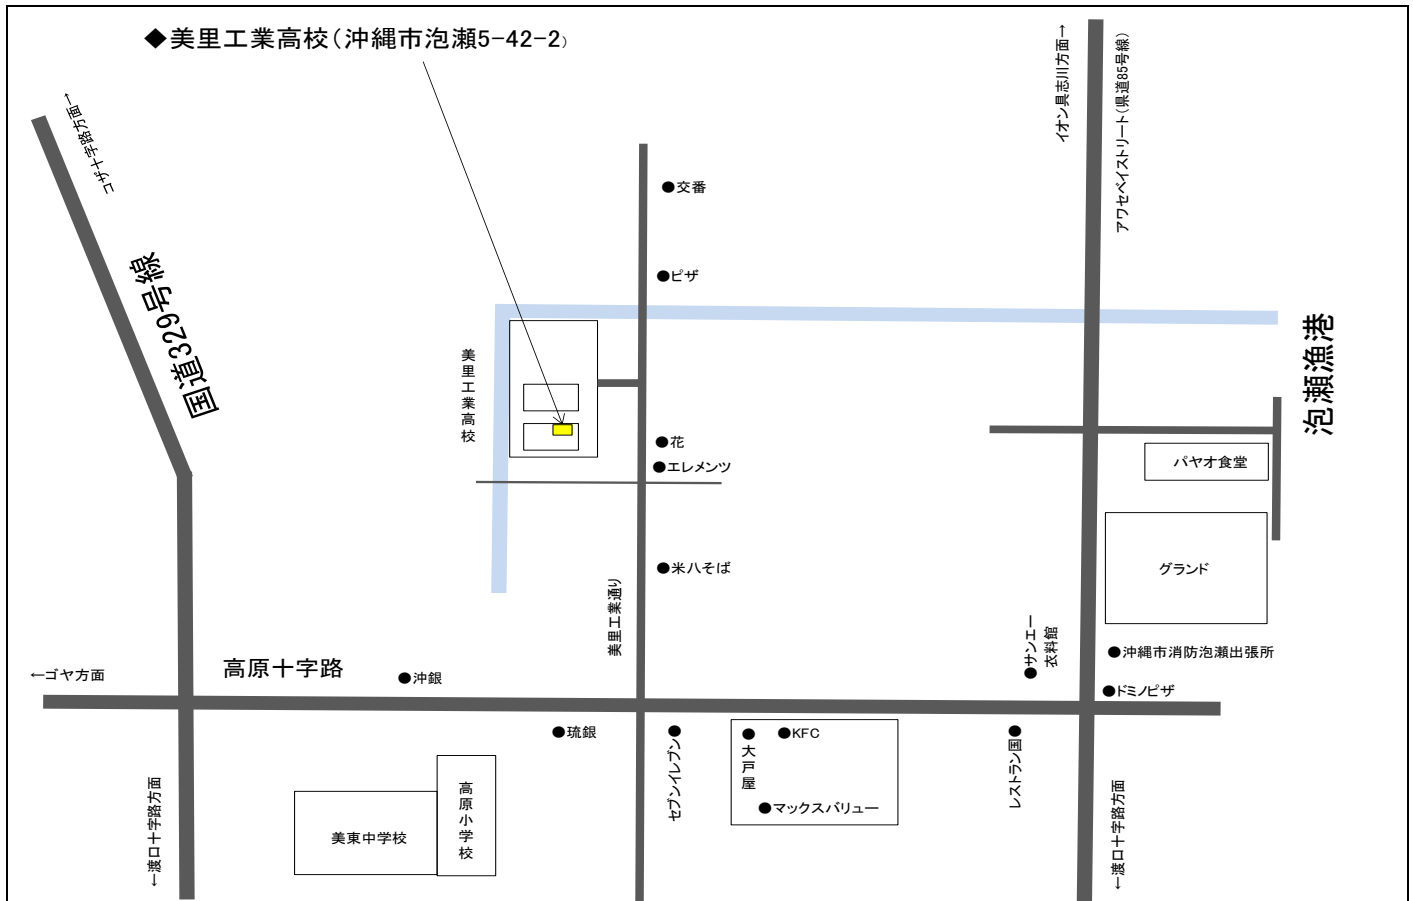 ◆美里工業高校（沖縄市泡瀬5-42-2）
イオン具志川方面→
アワセベイストリート（県道85号線）
コザ十字路方面→
●交番
国道329号線
●ピザ
泡瀬漁港
美里工業高校
●花
●エレメンツ
パヤオ食堂
●米八そば
グランド
美里工業通り
●サンエー
衣料館
●沖縄市消防泡瀬出張所
←ゴヤ方面
高原十字路
●沖銀
●ドミノピザ
●琉銀
●セブンイレブン
●大戸屋
●KFC
●レストラン国
●マックスバリュー
高原小学校
美東中学校
←渡口十字路方面
←渡口十字路方面